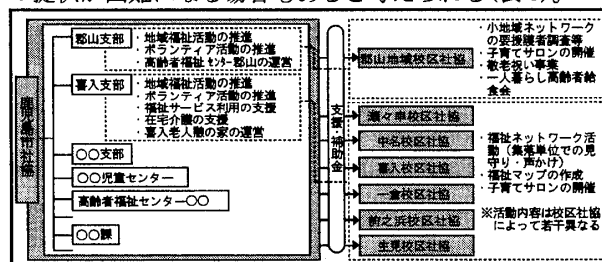 郡山支部
・地域福祉活動の推進
・ボランティア活動の推進
・高齢者福祉センター郡山の運営
喜入支部
・地域福祉活動の推進
・ボランティア活動の推進
・福祉サービス利用の支援
・在宅介護の支援
・喜入老人憩の家の運営
〇〇支部
〇〇児童センター
高齢者福祉センター〇〇
〇〇課
鹿児島市社協
支援・補助金
郡山地域校区社協
瀬々串校区社協
中名校区社協
喜入校区社協
一倉校区社協
前之浜校区社協
生見校区社協
・小地域ネットワーク
の要援護者調査等
・子育てサロンの開催
・敬老祝い事業
・一人暮らし高齢者給
食会
・福祉ネットワーク活
動(集落単位での見
守り・声かけ)
・福祉マップの作成
・子育てサロンの開催
※活動内容は校区社協
によって若干異なる